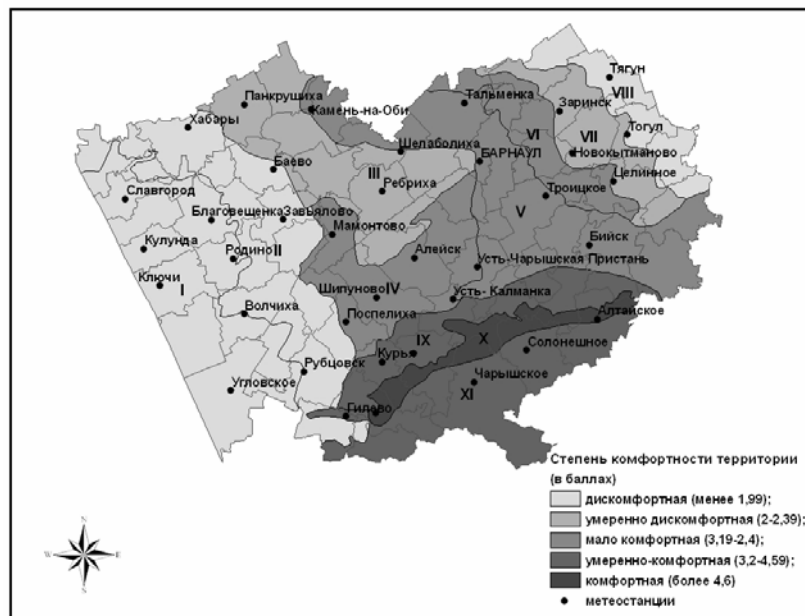 Тягун
VIII
Панкрушиха
Тальменка
Заринск
Камень-на-Оби
Хабары
VI
Тогул
VII
Шелаболиха
БАРНАУЛ
Новокытманово
Баево
III
Целинное
Ребриха
Славгород
Троицкое
V
Благовещенка
Завьялово
Мамонтово
Бийск
Кулунда
Алейск
Родино
II
Усть-Чарышская Пристань
Ключи
I
Шипуново
IV
Усть- Калманка
Волчиха
Поспелиха
Алтайское
IX
X
Солонешное
Курья
Рубцовск
Чарышское
Угловское
XI
Гилево
Степень комфортности территории
(в баллах)
дискомфортная (менее 1,99);
умеренно дискомфортная (2-2,39);
мало комфортная (3,19-2,4);
умеренно-комфортная (3,2-4,59);
комфортная (более 4,6)
метеостанции
N
W
E
S